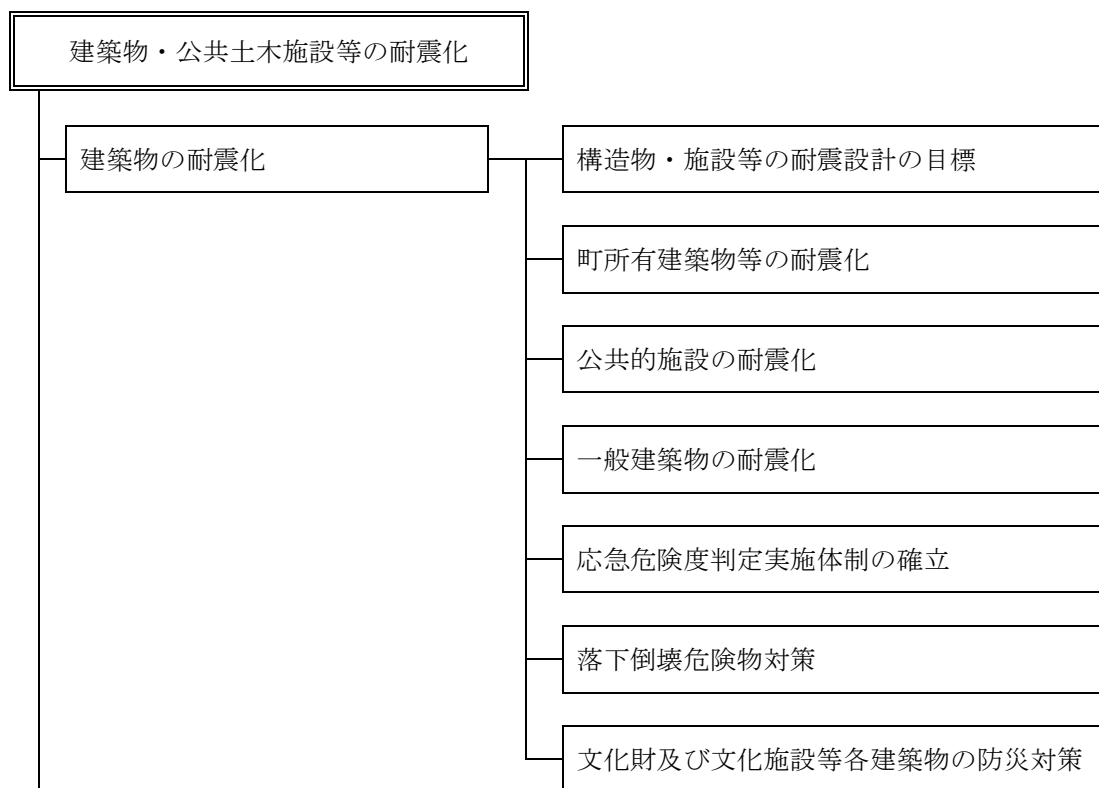 建築物・公共土木施設等の耐震化
建築物の耐震化
構造物・施設等の耐震設計の目標
町所有建築物等の耐震化
公共的施設の耐震化
一般建築物の耐震化
応急危険度判定実施体制の確立
落下倒壊危険物対策
文化財及び文化施設等各建築物の防災対策